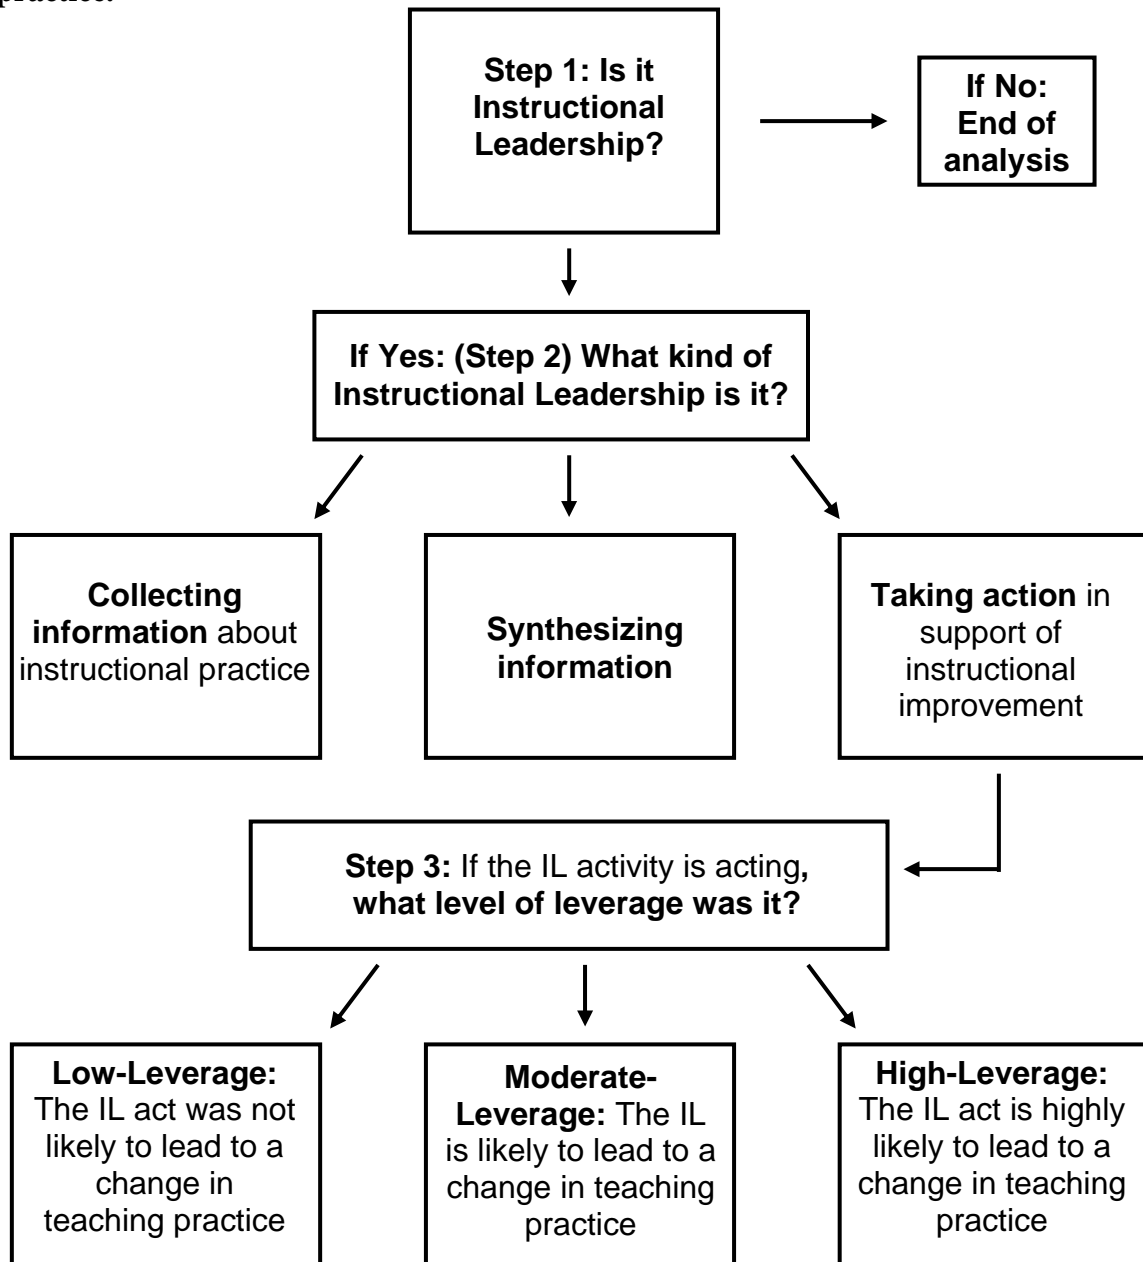 practice.
Step 1: Is it
Instructional
Leadership?
If No:
End of
analysis
If Yes: (Step 2) What kind of
Instructional Leadership is it?
Collecting
information about
instructional practice
Synthesizing
information
Taking action in
support of
instructional
improvement
Step 3: If the IL activity is acting,
what level of leverage was it?
Low-Leverage:
The IL act was not
likely to lead to a
change in
teaching practice
Moderate-
Leverage: The IL
is likely to lead to a
change in teaching
practice
High-Leverage:
The IL act is highly
likely to lead to a
change in teaching
practice